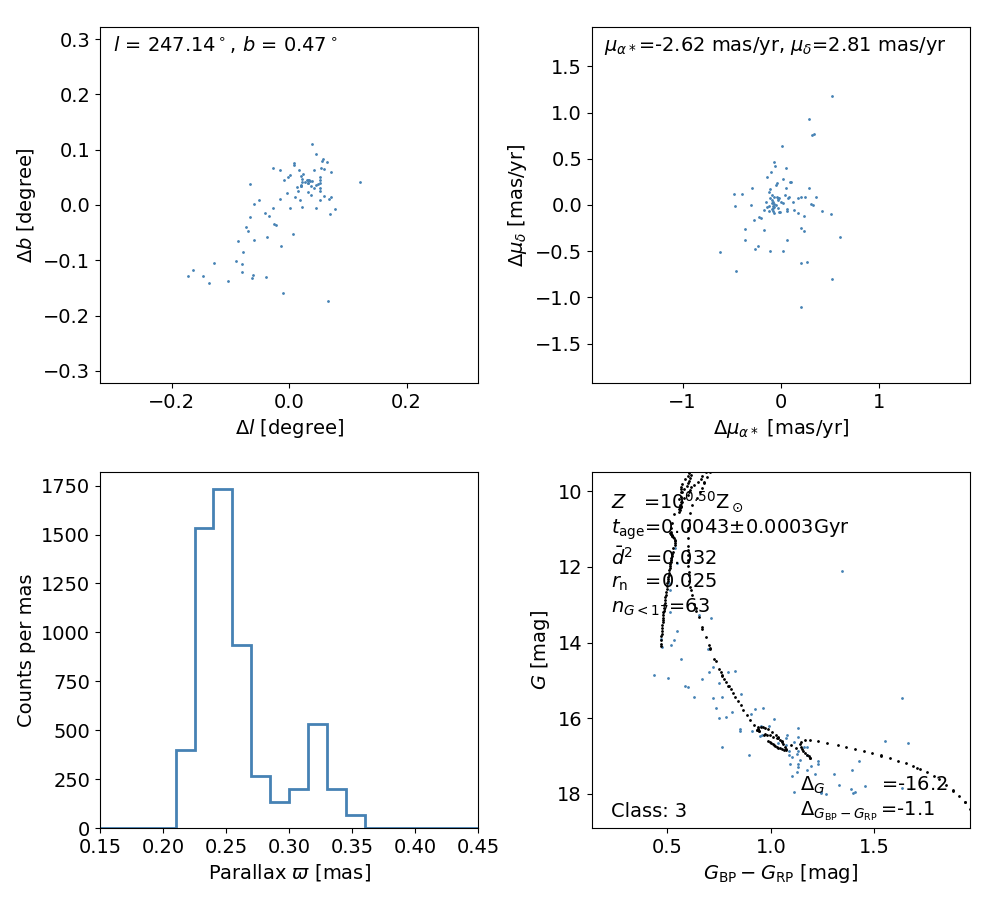 l = 247.14°, b = 0.47°
0.3
0.2
0.1
0.0
−0.1
−0.2
−0.3
−0.2
0.0
0.2
Δl [degree]
Δb [degree]
μα*=-2.62 mas/yr, μδ=2.81 mas/yr
1.5
1.0
0.5
0.0
−0.5
−1.0
−1.5
−1
0
1
Δμα* [mas/yr]
Δμδ [mas/yr]
1750
1500
1250
1000
750
500
250
0
0.15
0.20
0.25
0.30
0.35
0.40
0.45
Parallax ϖ [mas]
Counts per mas
Z =10^0.50 Z⊙
t_age=0.0043±0.0003Gyr
d̄² =0.032
r_n =0.025
=63
Δ_G =-16.2
Δ_{G_BP−G_RP}=-1.1
Class: 3
10
12
14
16
18
0.5
1.0
1.5
G_BP − G_RP [mag]
G [mag]